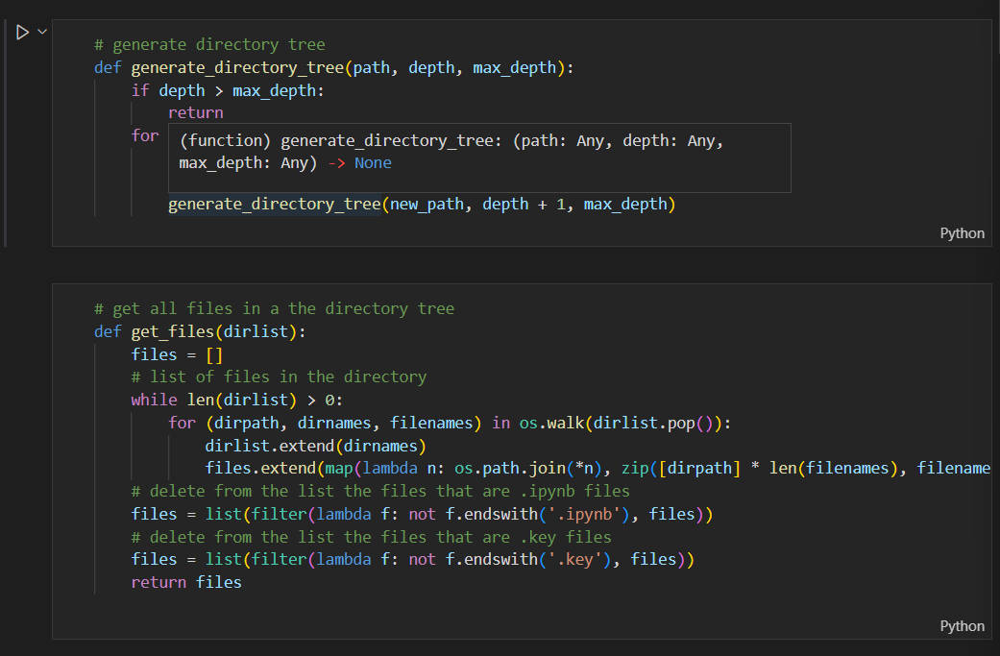 # generate directory tree
def generate_directory_tree(path, depth, max_depth):
if depth > max_depth:
return
for
(function) generate_directory_tree: (path: Any, depth: Any,
max_depth: Any) -> None
generate_directory_tree(new_path, depth + 1, max_depth)
Python
# get all files in a the directory tree
def get_files(dirlist):
files = []
# list of files in the directory
while len(dirlist) > 0:
for (dirpath, dirnames, filenames) in os.walk(dirlist.pop()):
dirlist.extend(dirnames)
files.extend(map(lambda n: os.path.join(*n), zip([dirpath] * len(filenames), filename
# delete from the list the files that are .ipynb files
files = list(filter(lambda f: not f.endswith('.ipynb'), files))
# delete from the list the files that are .key files
files = list(filter(lambda f: not f.endswith('.key'), files))
return files
Python